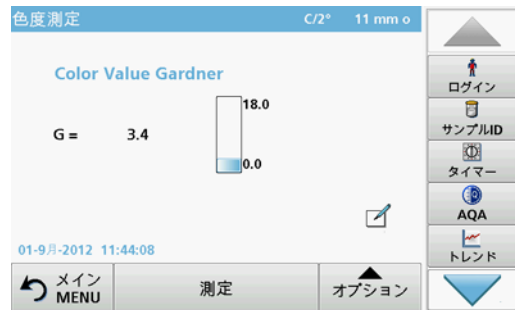 色度測定 C/2° 11 mm o
Color Value Gardner
18.0
G = 3.4
0.0
01-9月-2012 11:44:08
メイン
MENU
測定
オプション
ログイン
サンプルID
タイマー
AQA
トレンド